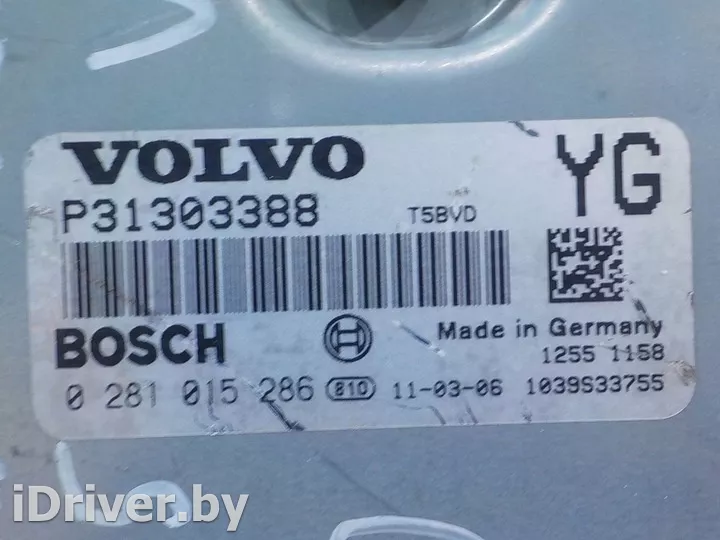 VOLVO
YG
P31303388 T5BVD
BOSCH Made in Germany
1255 1158
0 281 015 286 810 11-03-06 1039S33755
iDriver.by